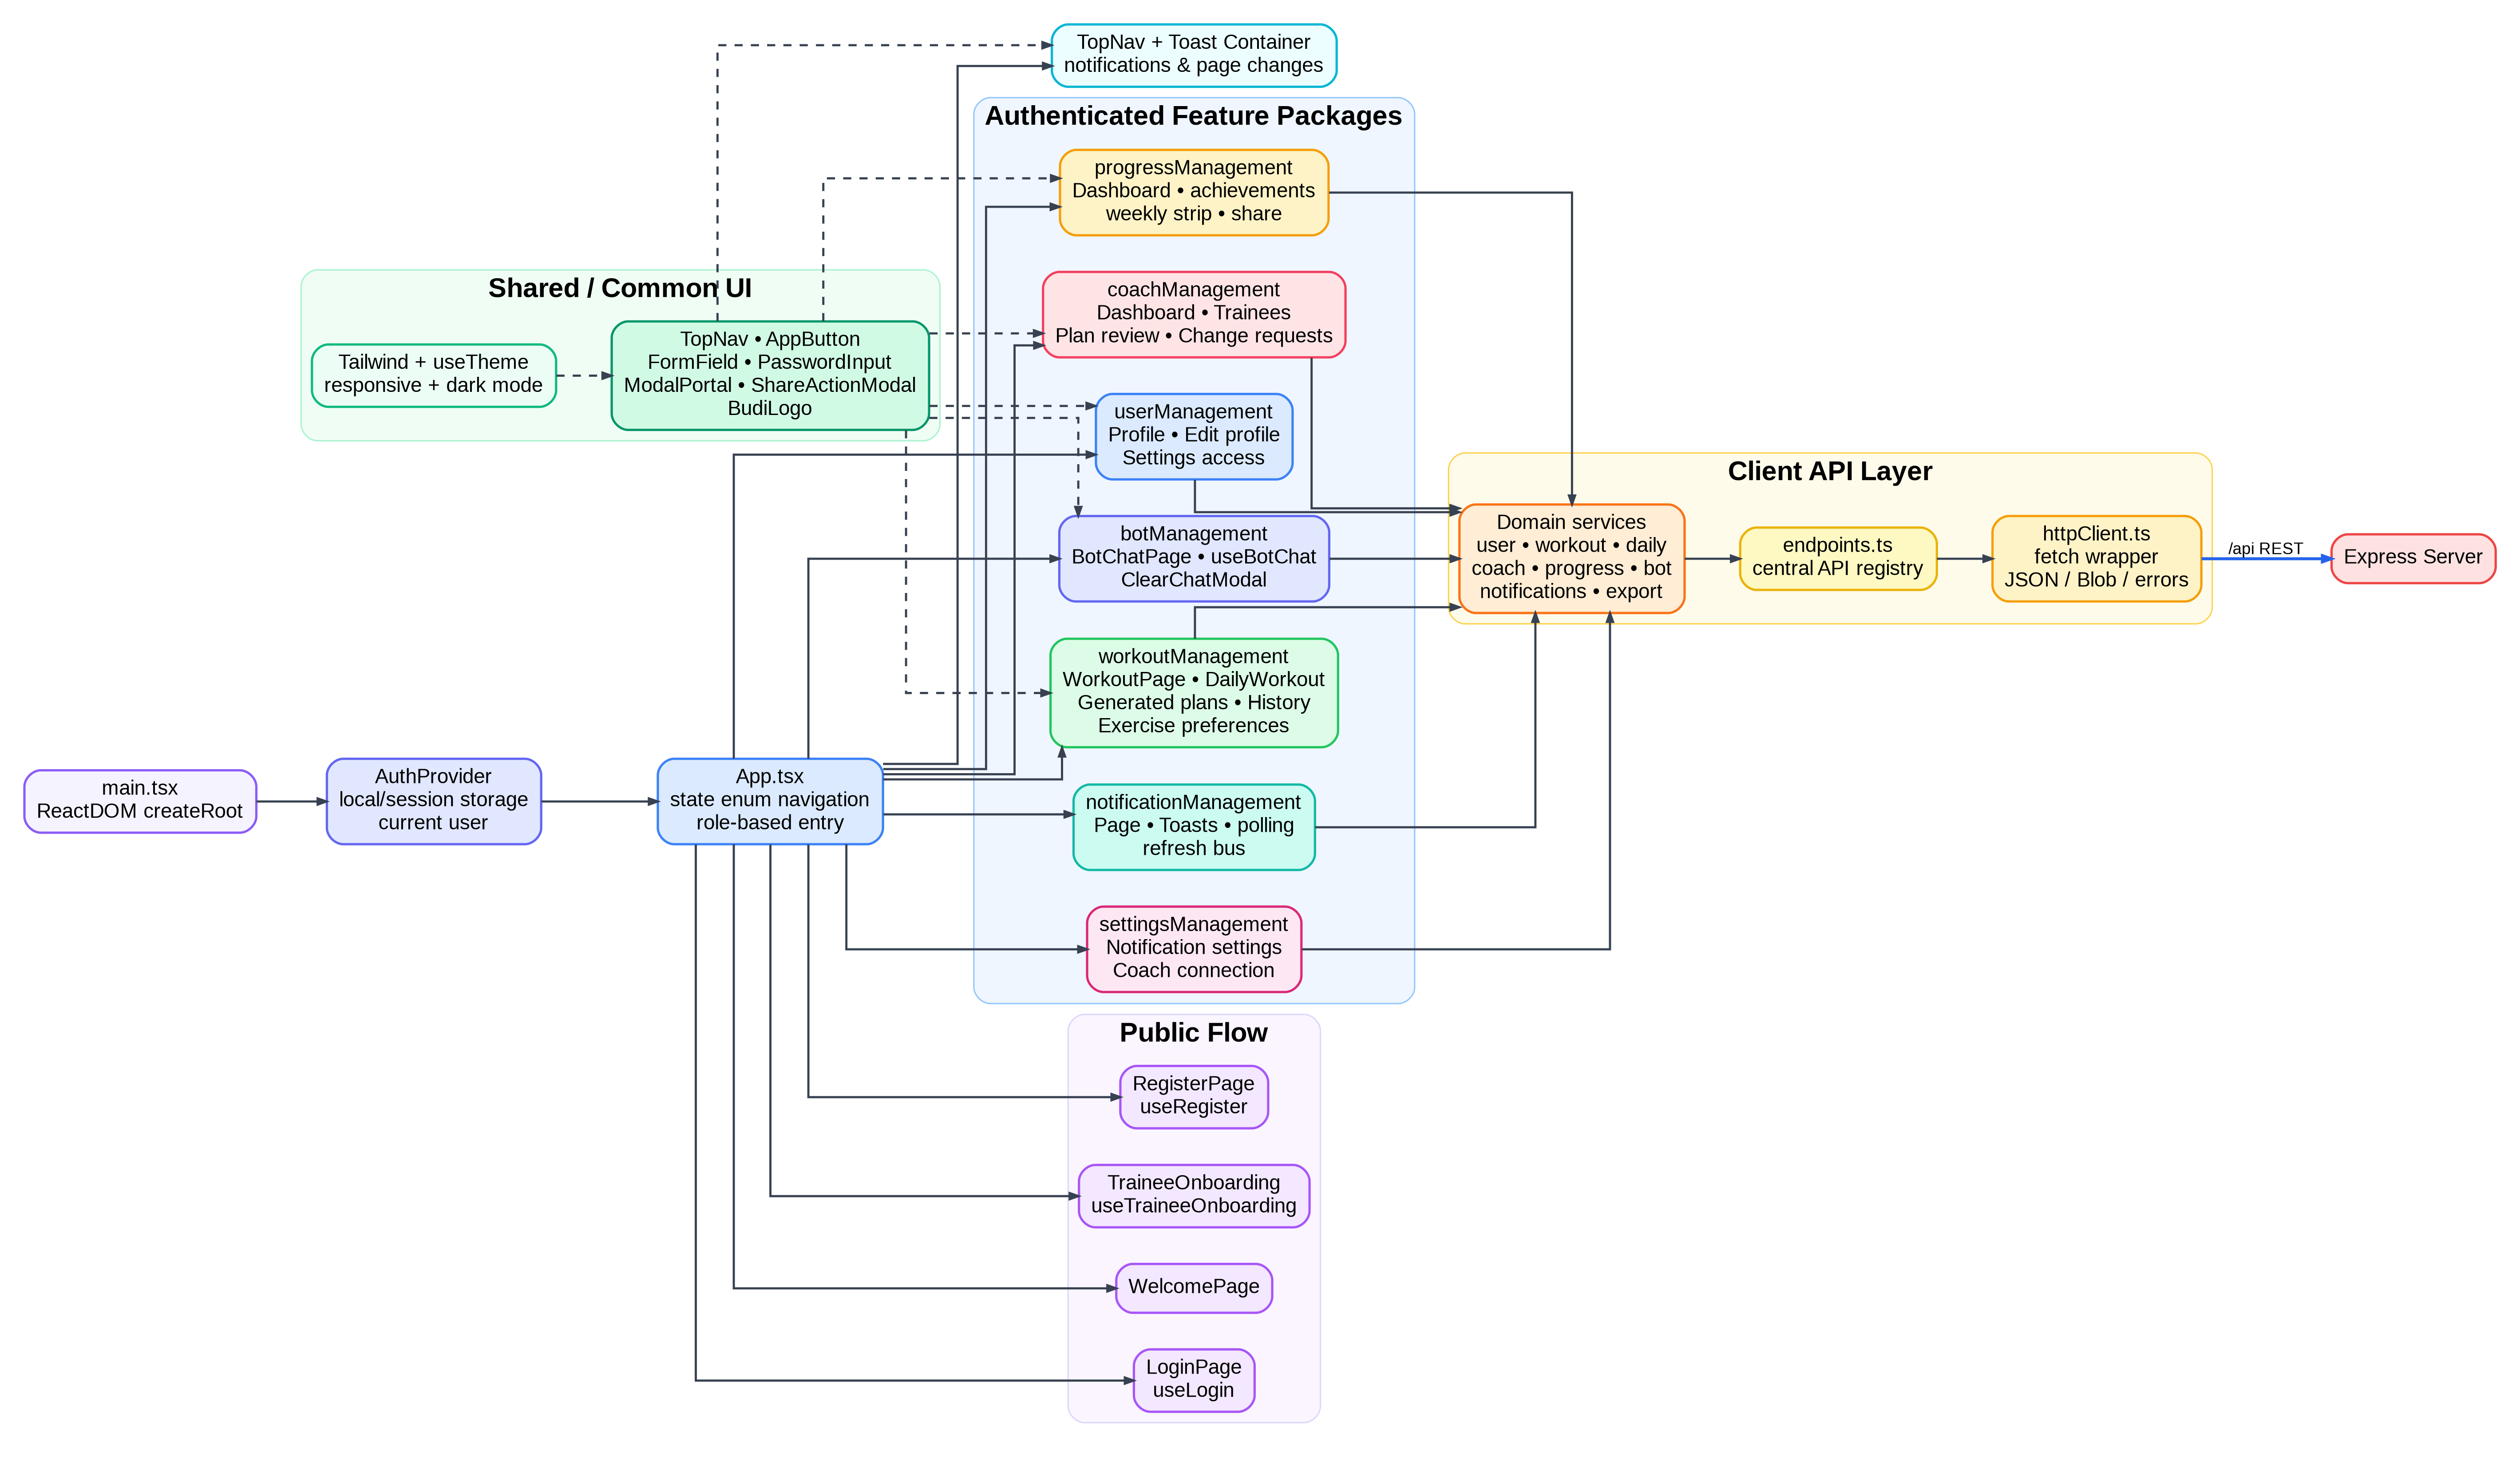 TopNav + Toast Container
notifications & page changes
Authenticated Feature Packages
progressManagement
Dashboard • achievements
weekly strip • share
Shared / Common UI
Tailwind + useTheme
responsive + dark mode
TopNav • AppButton
FormField • PasswordInput
ModalPortal • ShareActionModal
BudiLogo
coachManagement
Dashboard • Trainees
Plan review • Change requests
userManagement
Profile • Edit profile
Settings access
botManagement
BotChatPage • useBotChat
ClearChatModal
Client API Layer
Domain services
user • workout • daily
coach • progress • bot
notifications • export
endpoints.ts
central API registry
httpClient.ts
fetch wrapper
JSON / Blob / errors
/api REST
Express Server
workoutManagement
WorkoutPage • DailyWorkout
Generated plans • History
Exercise preferences
main.tsx
ReactDOM createRoot
AuthProvider
local/session storage
current user
App.tsx
state enum navigation
role-based entry
notificationManagement
Page • Toasts • polling
refresh bus
settingsManagement
Notification settings
Coach connection
Public Flow
RegisterPage
useRegister
TraineeOnboarding
useTraineeOnboarding
WelcomePage
LoginPage
useLogin